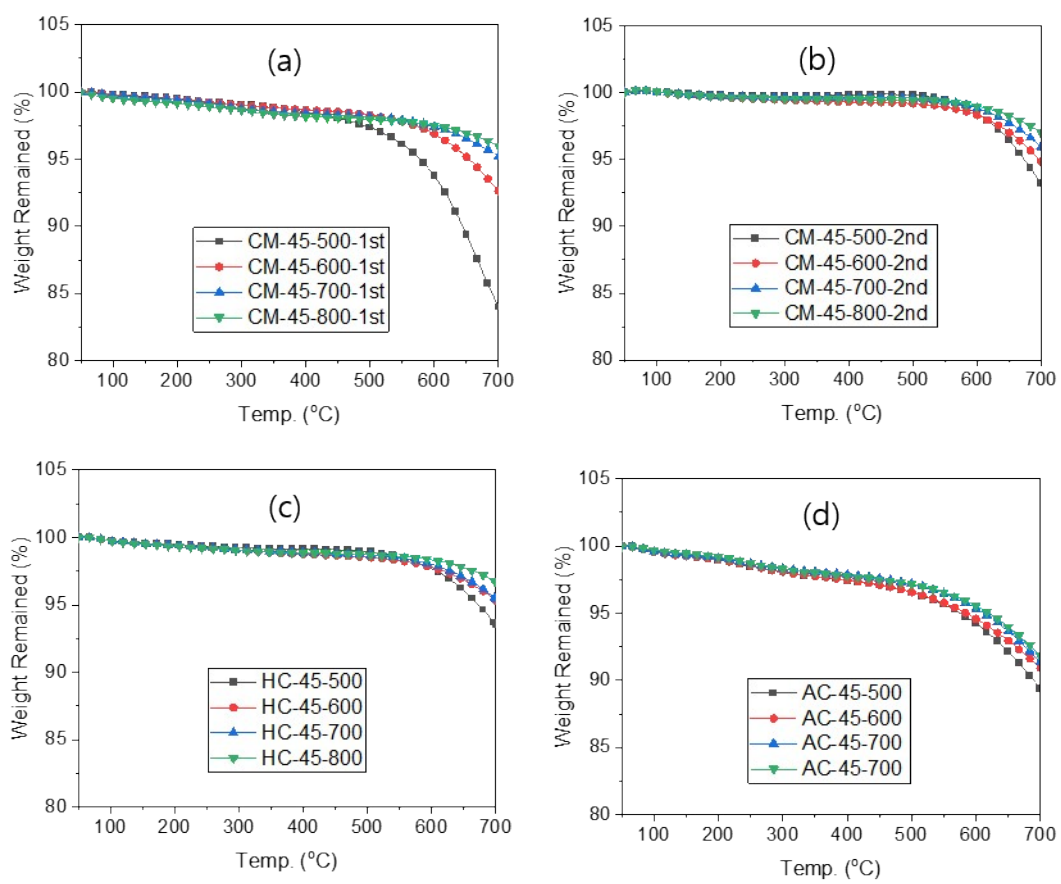 (a)
105
100
95
90
85
80
Weight Remained (%)
CM-45-500-1st
CM-45-600-1st
CM-45-700-1st
CM-45-800-1st
100 200 300 400 500 600 700
Temp. (°C)
(b)
105
100
95
90
85
80
Weight Remained (%)
CM-45-500-2nd
CM-45-600-2nd
CM-45-700-2nd
CM-45-800-2nd
100 200 300 400 500 600 700
Temp. (°C)
(c)
105
100
95
90
85
80
Weight Remained (%)
HC-45-500
HC-45-600
HC-45-700
HC-45-800
100 200 300 400 500 600 700
Temp. (°C)
(d)
105
100
95
90
85
80
Weight Remained (%)
AC-45-500
AC-45-600
AC-45-700
AC-45-700
100 200 300 400 500 600 700
Temp. (°C)